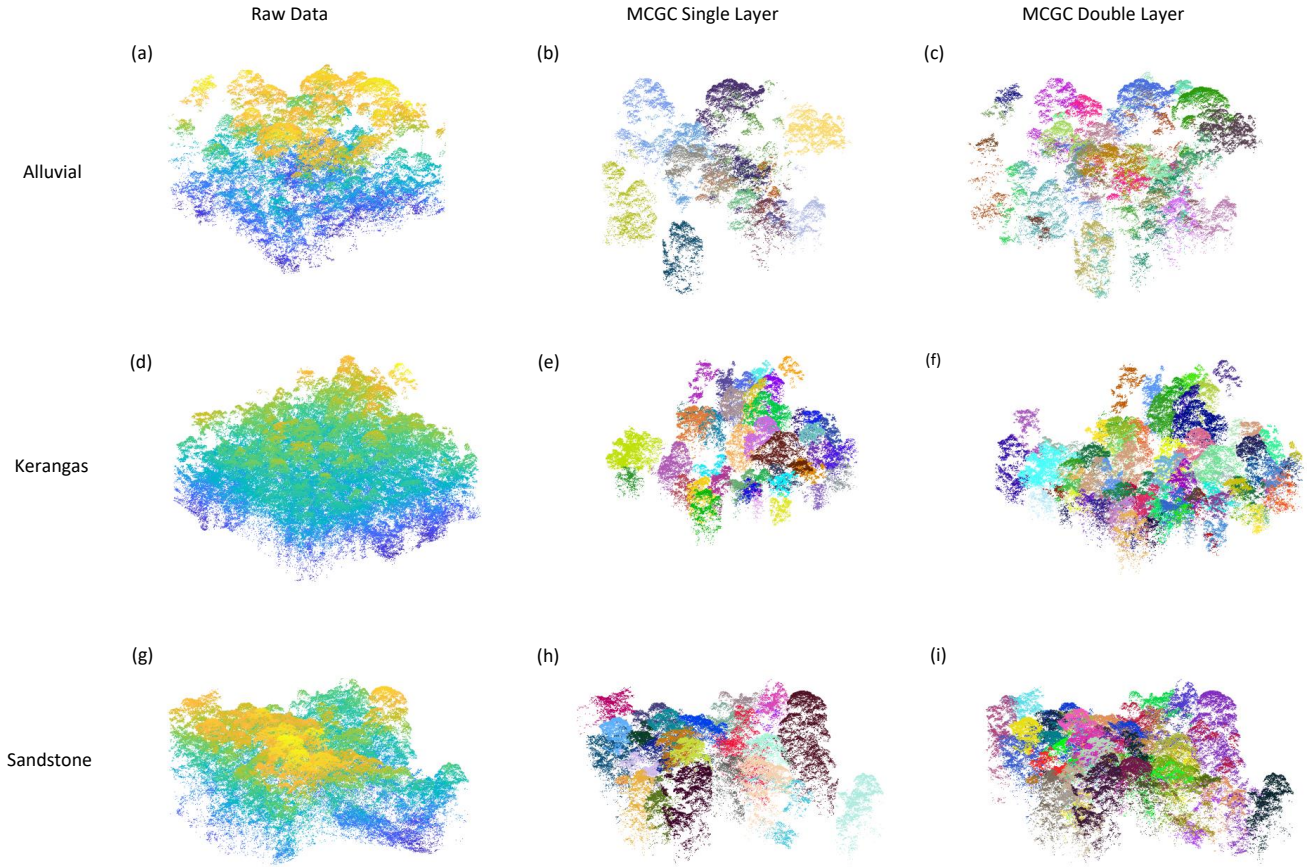 Raw Data
MCGC Single Layer
MCGC Double Layer
(a)
(b)
(c)
Alluvial
(d)
(e)
(f)
Kerangas
(g)
(h)
(i)
Sandstone